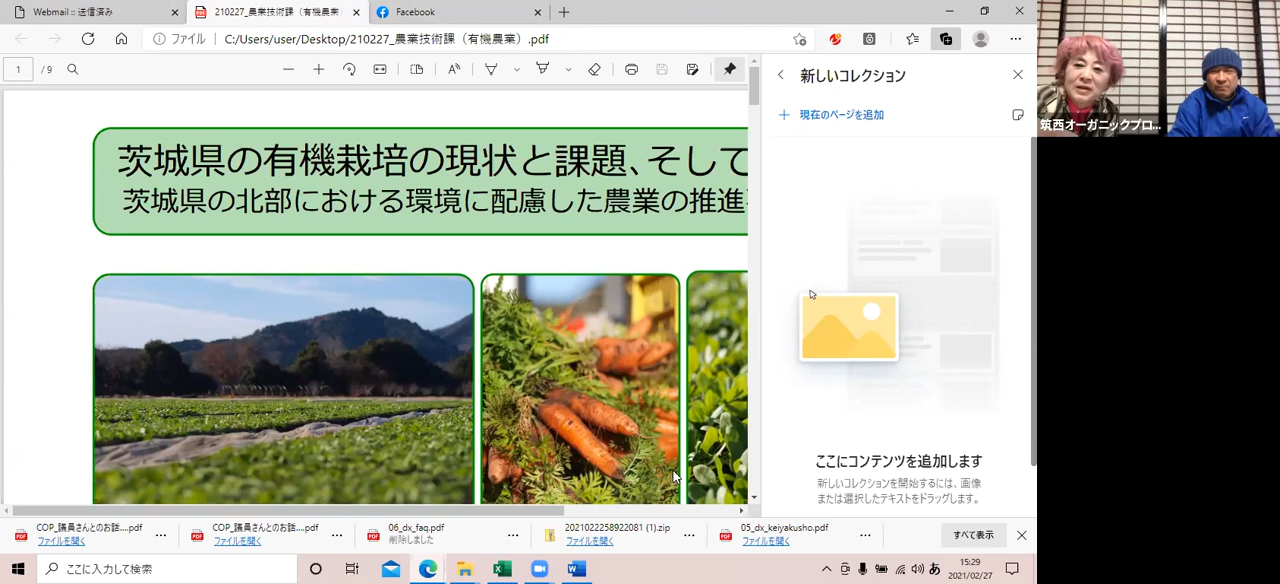 Webmail :: 送信済み
210227_農業技術課（有機農業
Facebook
ファイル
C:/Users/user/Desktop/210227_農業技術課（有機農業）.pdf
1
/ 9
新しいコレクション
現在のページを追加
茨城県の有機栽培の現状と課題、そして
茨城県の北部における環境に配慮した農業の推進
ここにコンテンツを追加します
新しいコレクションを開始するには、画像
または選択したテキストをドラッグします。
筑西オーガニックプロ...
COP_議員さんとのお話....pdf
ファイルを開く
COP_議員さんとのお話....pdf
ファイルを開く
06_dx_faq.pdf
削除しました
2021022258922081 (1).zip
ファイルを開く
05_dx_keiyakusho.pdf
ファイルを開く
すべて表示
ここに入力して検索
あ
15:29
2021/02/27